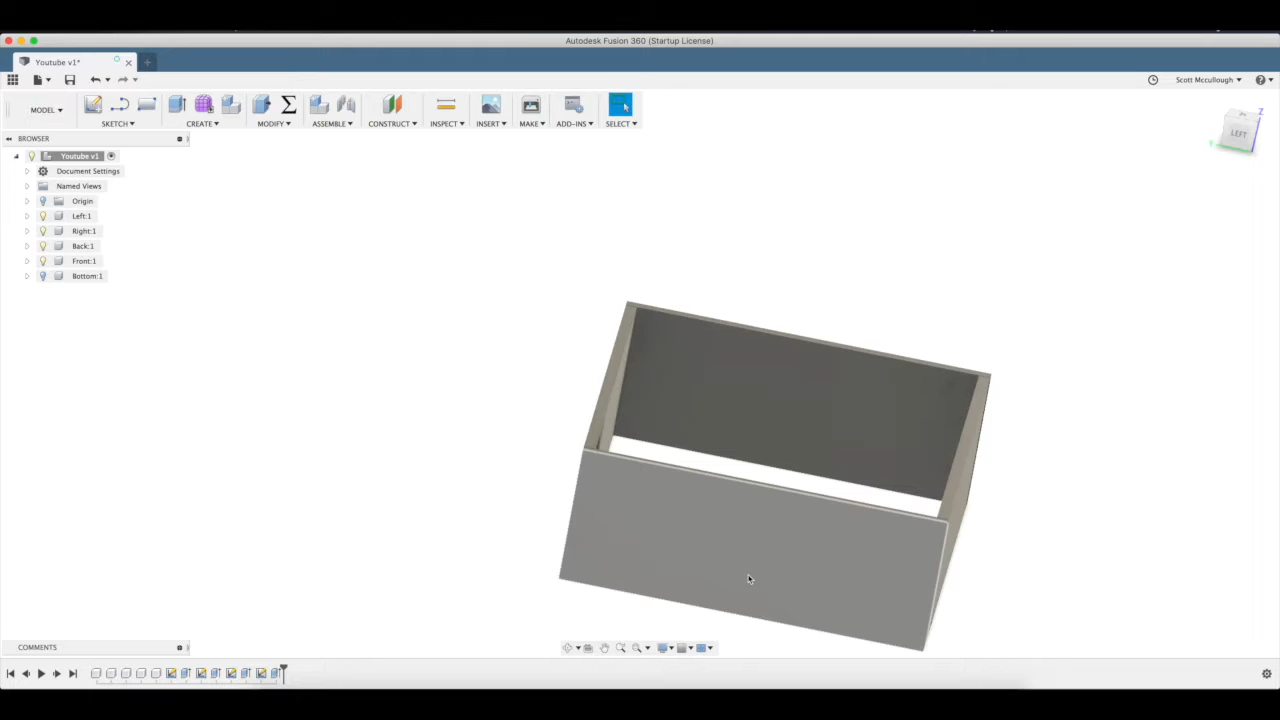 Autodesk Fusion 360 (Startup License)
Youtube v1*
Scott Mccullough
MODEL
SKETCH
CREATE
MODIFY
ASSEMBLE
CONSTRUCT
INSPECT
INSERT
MAKE
ADD-INS
SELECT
Z
LEFT
BROWSER
Youtube v1
Document Settings
Named Views
Origin
Left:1
Right:1
Back:1
Front:1
Bottom:1
COMMENTS